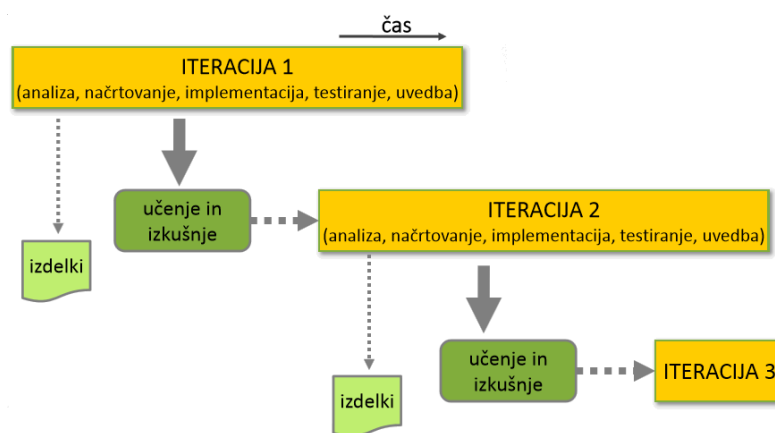 čas
ITERACIJA 1
(analiza, načrtovanje, implementacija, testiranje, uvedba)
učenje in
izkušnje
izdelki
ITERACIJA 2
(analiza, načrtovanje, implementacija, testiranje, uvedba)
učenje in
izkušnje
izdelki
ITERACIJA 3